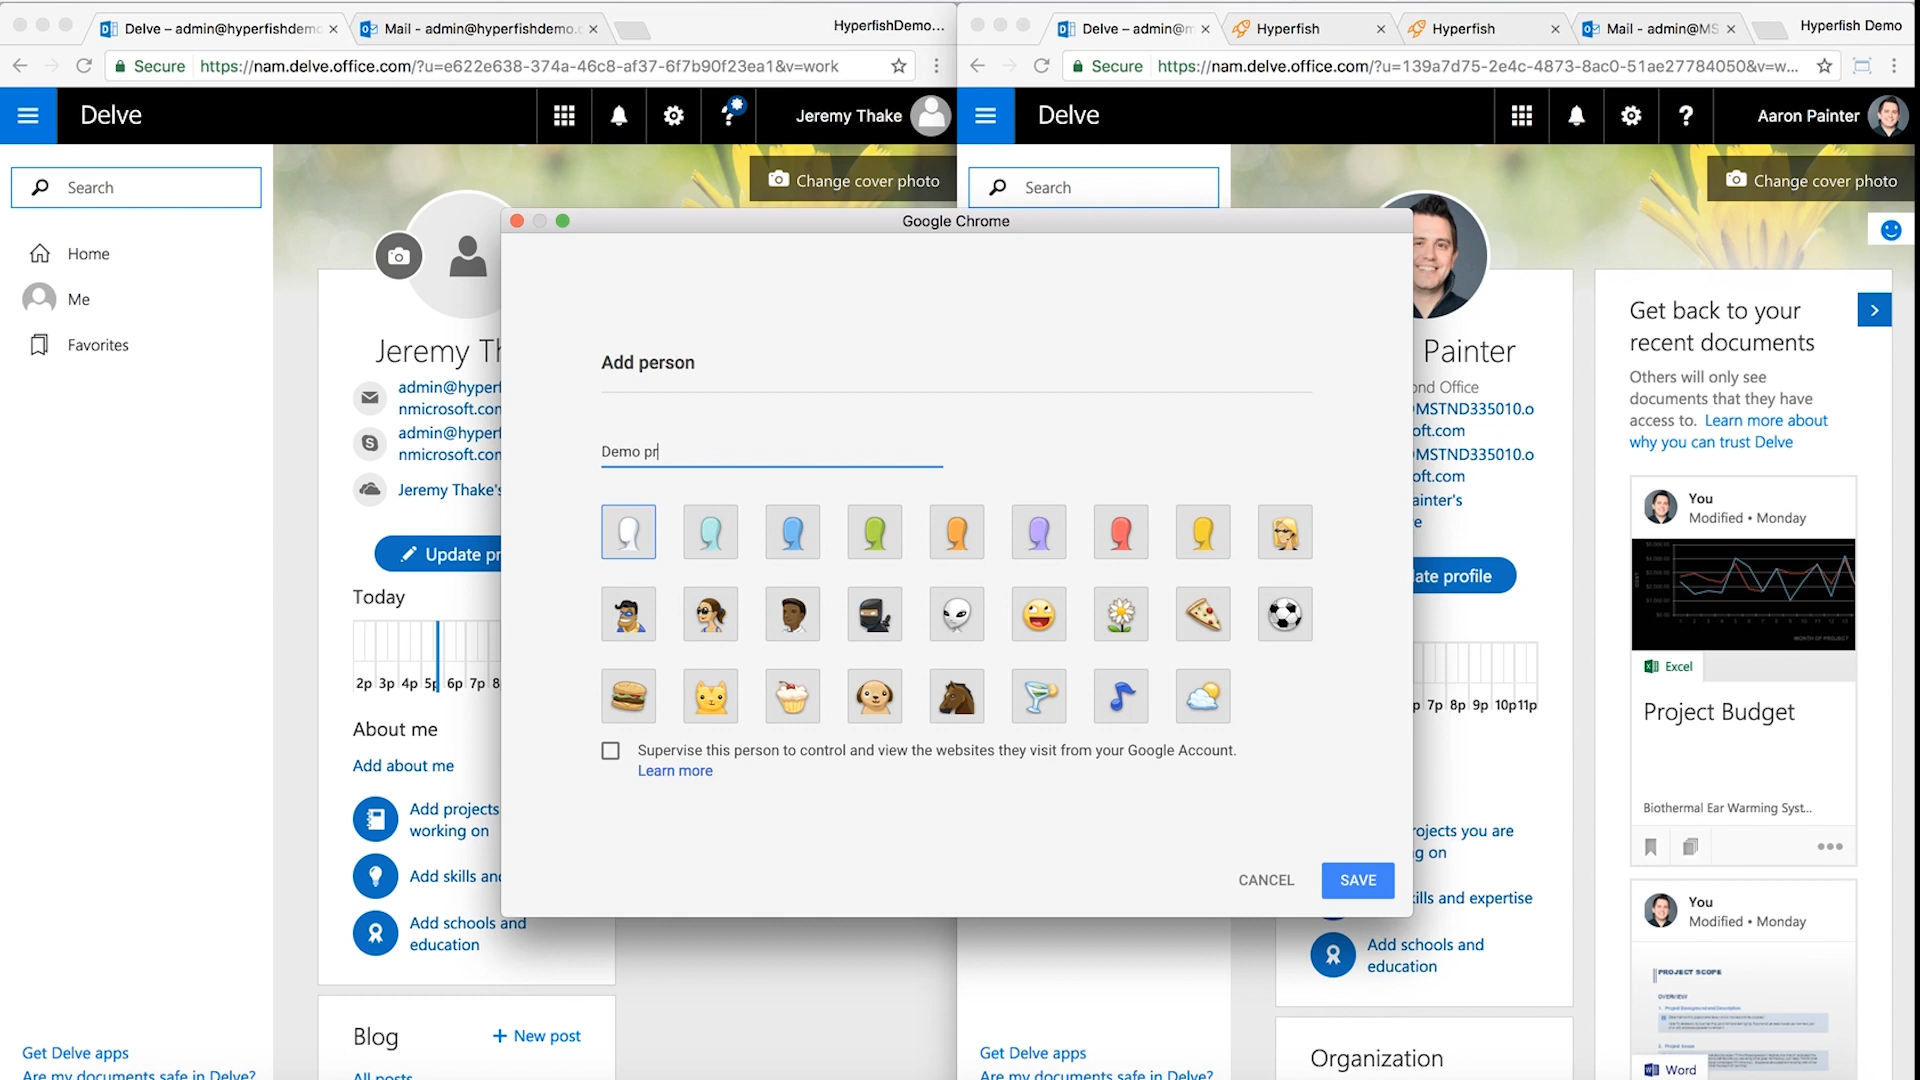 Delve – admin@hyperfishdemo
Mail - admin@hyperfishdemo.c
HyperfishDemo...
Secure https://nam.delve.office.com/?u=e622e638-374a-46c8-af37-6f7b90f23ea1&v=work
Delve
Jeremy Thake
Search
Change cover photo
Home
Me
Favorites
Jeremy Th
admin@hyperf
nmicrosoft.con
admin@hyperf
nmicrosoft.con
Jeremy Thake's
Update pr
Today
2p 3p 4p 5p 6p 7p 8
About me
Add about me
Add projects
working on
Add skills and
Add schools and
education
Blog
+ New post
All posts
Get Delve apps
Are my documents safe in Delve?
Delve – admin@m
Hyperfish
Hyperfish
Mail - admin@MS
Hyperfish Demo
Secure https://nam.delve.office.com/?u=139a7d75-2e4c-4873-8ac0-51ae27784050&v=w...
Delve
?
Aaron Painter
Search
Change cover photo
Google Chrome
Add person
Demo pr
Supervise this person to control and view the websites they visit from your Google Account.
Learn more
CANCEL
SAVE
Painter
ond Office
MSTND335010.o
oft.com
MSTND335010.o
oft.com
ainter's
e
ate profile
p 7p 8p 9p 10p11p
rojects you are
g on
ills and expertise
Add schools and
education
Organization
Get Delve apps
Are my documents safe in Delve?
Get back to your
recent documents
Others will only see
documents that they have
access to. Learn more about
why you can trust Delve
You
Modified • Monday
MONTH OF PROJECT
Excel
Project Budget
Biothermal Ear Warming Syst...
You
Modified • Monday
PROJECT SCOPE
OVERVIEW
Word